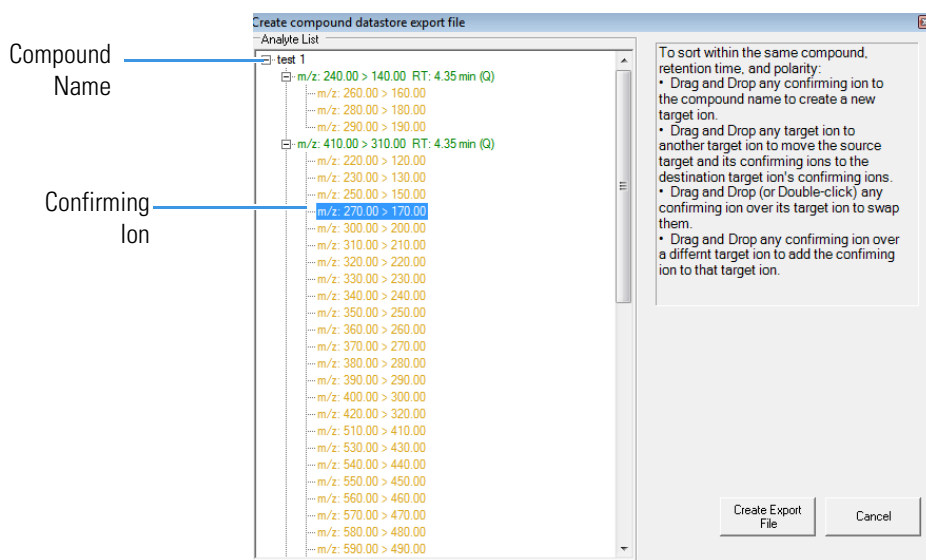 Create compound datastore export file
Analyte List
Compound
Name
test 1
m/z: 240.00 > 140.00 RT: 4.35 min (Q)
m/z: 260.00 > 160.00
m/z: 280.00 > 180.00
m/z: 290.00 > 190.00
m/z: 410.00 > 310.00 RT: 4.35 min (Q)
m/z: 220.00 > 120.00
m/z: 230.00 > 130.00
m/z: 250.00 > 150.00
Confirming
Ion
m/z: 270.00 > 170.00
m/z: 300.00 > 200.00
m/z: 310.00 > 210.00
m/z: 320.00 > 220.00
m/z: 330.00 > 230.00
m/z: 340.00 > 240.00
m/z: 350.00 > 250.00
m/z: 360.00 > 260.00
m/z: 370.00 > 270.00
m/z: 380.00 > 280.00
m/z: 390.00 > 290.00
m/z: 400.00 > 300.00
m/z: 420.00 > 320.00
m/z: 510.00 > 410.00
m/z: 530.00 > 430.00
m/z: 540.00 > 440.00
m/z: 550.00 > 450.00
m/z: 560.00 > 460.00
m/z: 570.00 > 470.00
m/z: 580.00 > 480.00
m/z: 590.00 > 490.00
To sort within the same compound,
retention time, and polarity:
• Drag and Drop any confirming ion to
the compound name to create a new
target ion.
• Drag and Drop any target ion to
another target ion to move the source
target and its confirming ions to the
destination target ion's confirming ions.
• Drag and Drop (or Double-click) any
confirming ion over its target ion to swap
them.
• Drag and Drop any confirming ion over
a differnt target ion to add the confiming
ion to that target ion.
Create Export
File
Cancel